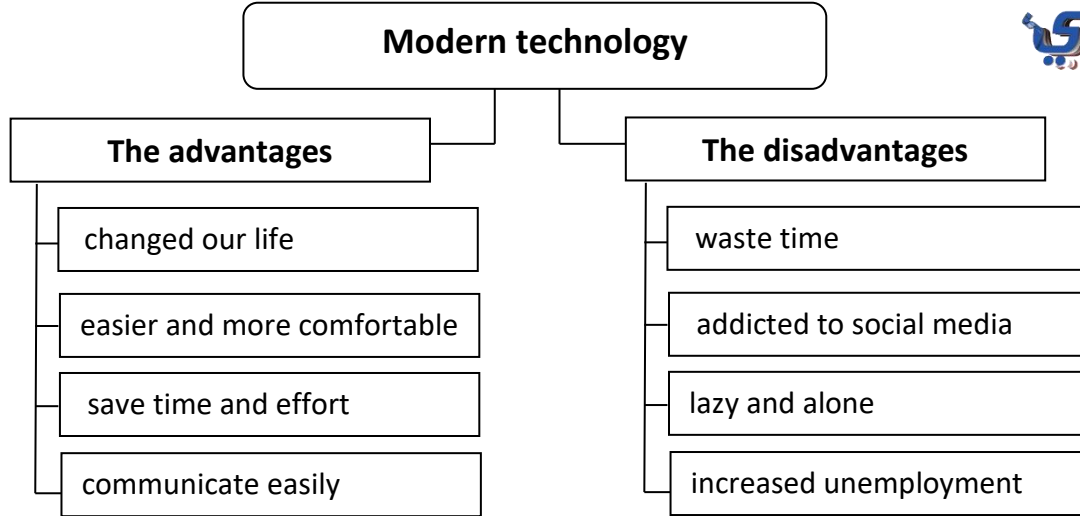 Modern technology
The advantages
changed our life
easier and more comfortable
save time and effort
communicate easily
The disadvantages
waste time
addicted to social media
lazy and alone
increased unemployment